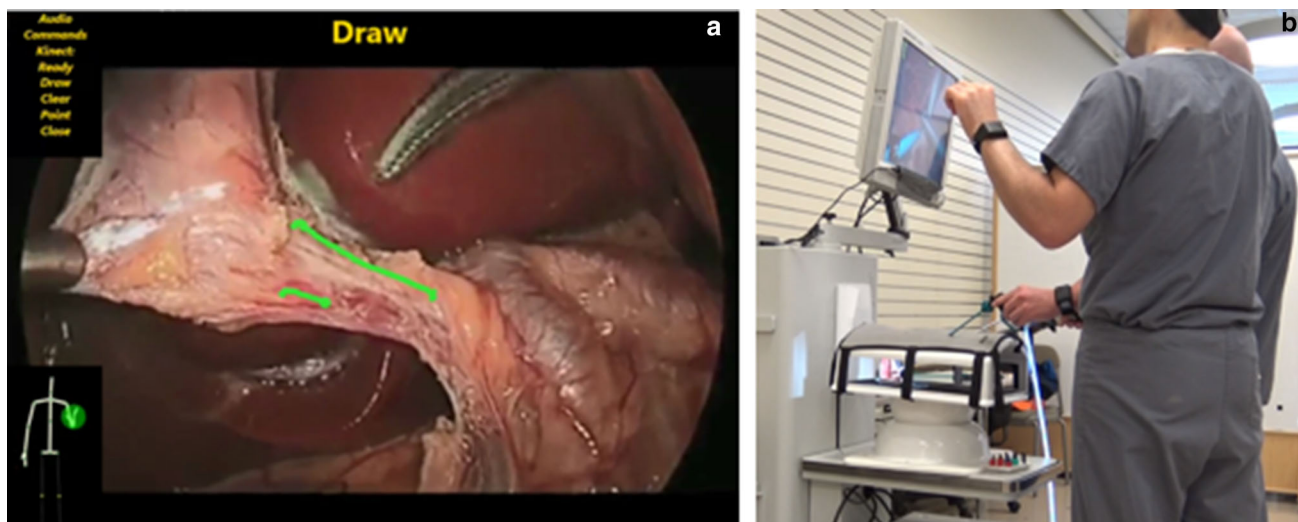 Audio
Commands
Kinect:
Ready
Draw
Clear
Point
Close
Draw
a
b